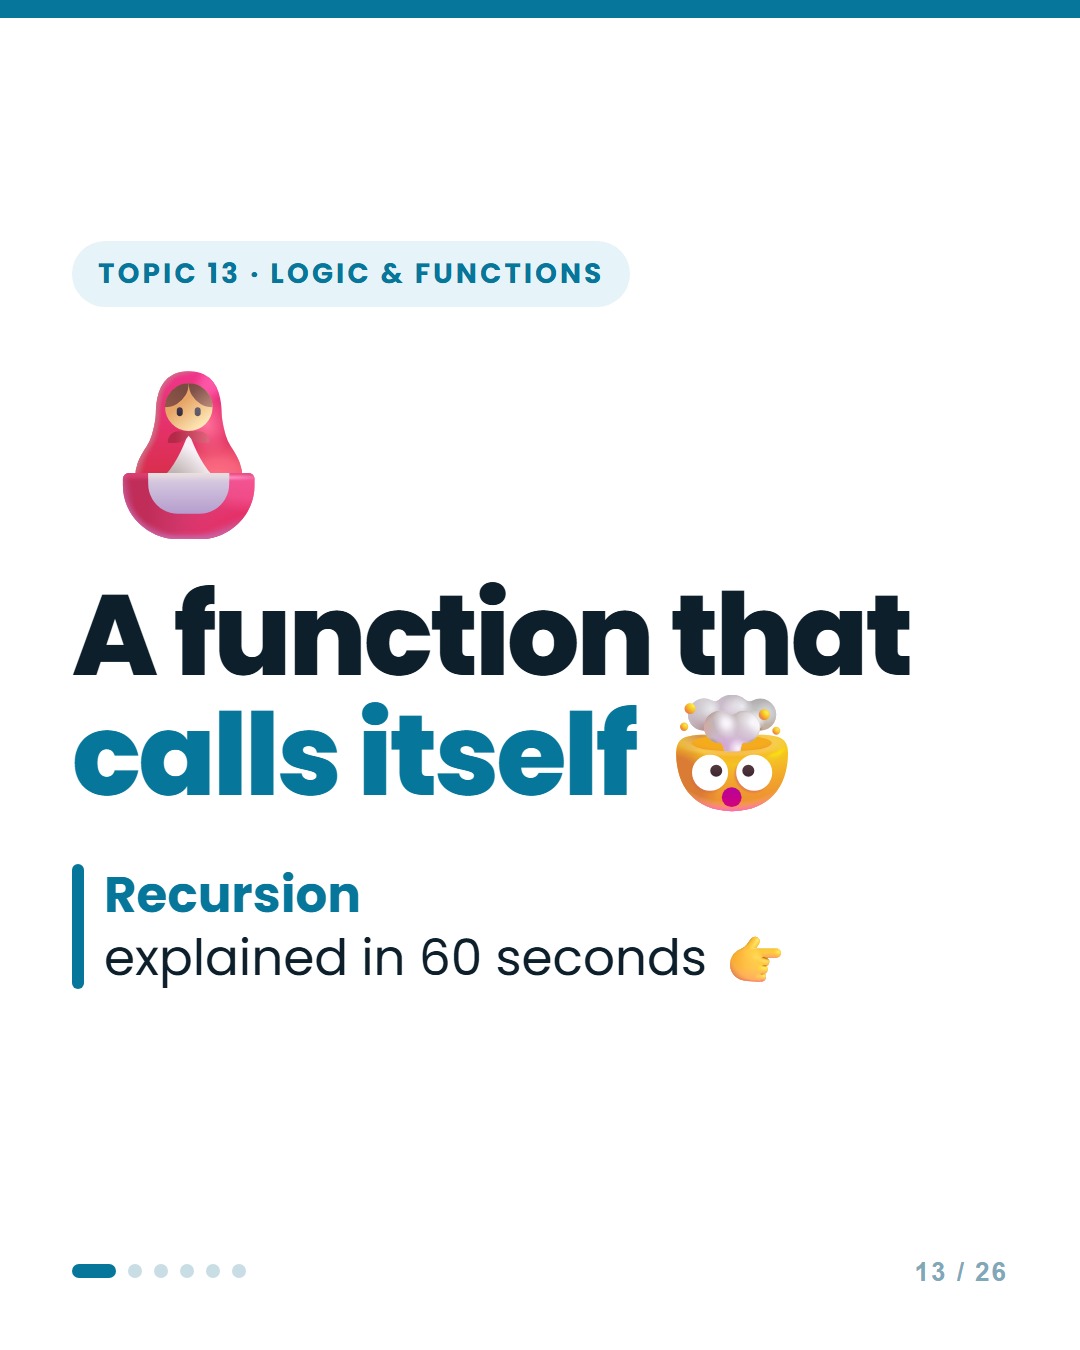 TOPIC 13 · LOGIC & FUNCTIONS
A function that
calls itself
Recursion
explained in 60 seconds
13 / 26